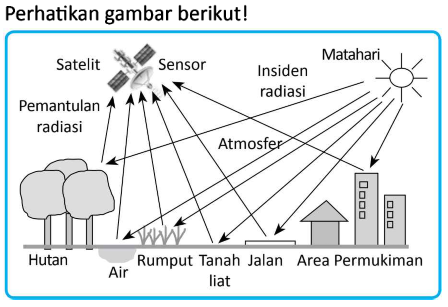 Perhatikan gambar berikut!
Matahari
Satelit
Sensor
Insiden
radiasi
Pemantulan
radiasi
Atmosfer
Hutan
Air
Rumput
Tanah
liat
Jalan
Area Permukiman